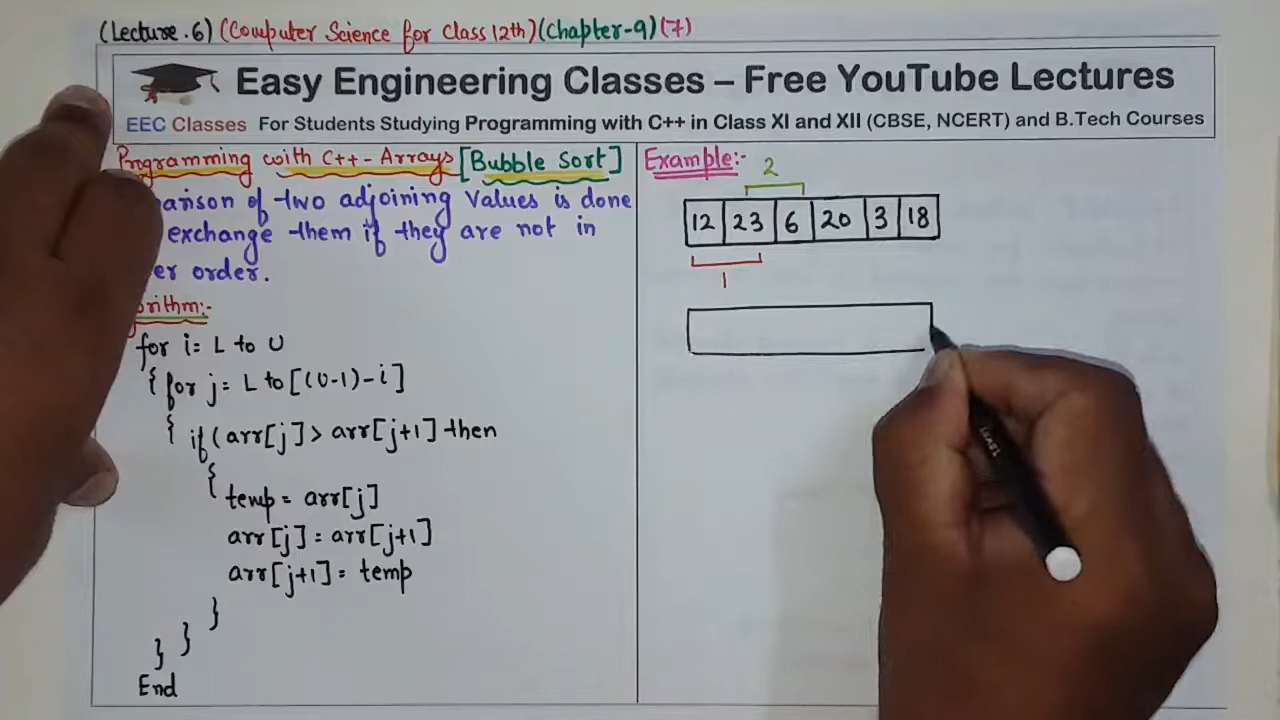 (Lecture.6) (Computer Science for Class 12th) (Chapter-9) (7)
Easy Engineering Classes – Free YouTube Lectures
EEC Classes For Students Studying Programming with C++ in Class XI and XII (CBSE, NCERT) and B.Tech Courses
Programming with C++ - Arrays [Bubble Sort]
parison of two adjoining values is done
exchange them if they are not in
er order.
orithm:-
for i= L to U
{ for j= L to [(U-1)-i]
{ if (arr[j] > arr[j+1] then
{
temp = arr[j]
arr[j] = arr[j+1]
arr[j+1] = temp
}
}
}
End
Example:-
2
12 23 6 20 3 18
1